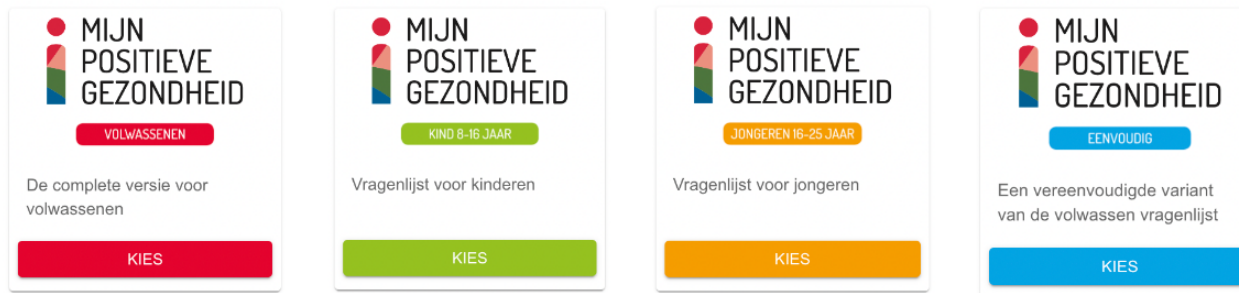 MIJN
POSITIEVE
GEZONDHEID
VOLWASSENEN
De complete versie voor
volwassenen
KIES
MIJN
POSITIEVE
GEZONDHEID
KIND 8-16 JAAR
Vragenlijst voor kinderen
KIES
MIJN
POSITIEVE
GEZONDHEID
JONGEREN 16-25 JAAR
Vragenlijst voor jongeren
KIES
MIJN
POSITIEVE
GEZONDHEID
EENVOUDIG
Een vereenvoudigde variant
van de volwassen vragenlijst
KIES